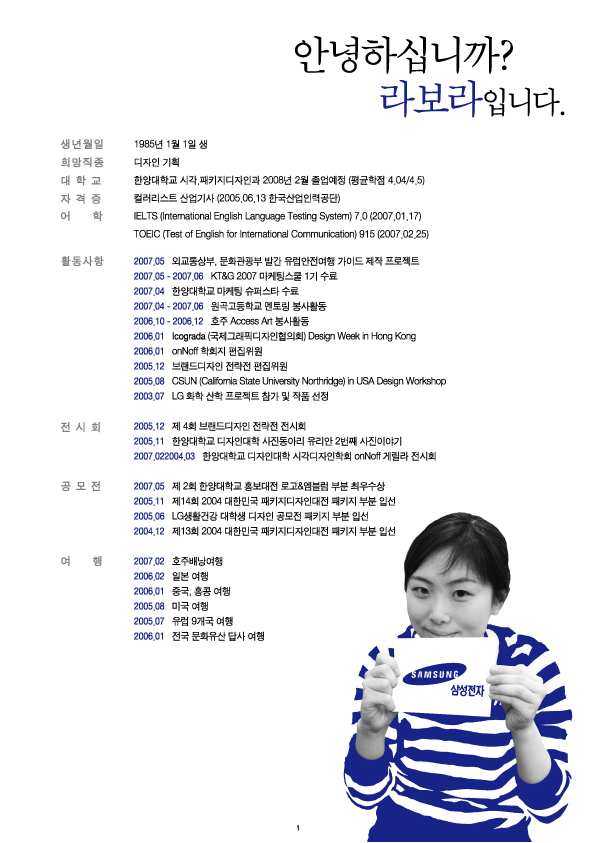 안녕하십니까?
라보라입니다.
생년월일 1985년 1월 1일 생
희망직종 디자인 기획
대 학 교 한양대학교 시각.패키지디자인과 2008년 2월 졸업예정 (평균학점 4.04/4.5)
자 격 증 컬러리스트 산업기사 (2005.06.13 한국산업인력공단)
어 학 IELTS (International English Language Testing System) 7.0 (2007.01.17)
TOEIC (Test of English for International Communication) 915 (2007.02.25)
활동사항 2007.05 외교통상부, 문화관광부 발간 유럽안전여행 가이드 제작 프로젝트
2007.05 - 2007.06 KT&G 2007 마케팅스쿨 1기 수료
2007.04 한양대학교 마케팅 슈퍼스타 수료
2007.04 - 2007.06 원곡고등학교 멘토링 봉사활동
2006.10 - 2006.12 호주 Access Art 봉사활동
2006.01 Icograda (국제그래픽디자인협의회) Design Week in Hong Kong
2006.01 onNoff 학회지 편집위원
2005.12 브랜드디자인 전략전 편집위원
2005.08 CSUN (California State University Northridge) in USA Design Workshop
2003.07 LG 화학 산학 프로젝트 참가 및 작품 선정
전 시 회 2005.12 제 4회 브랜드디자인 전략전 전시회
2005.11 한양대학교 디자인대학 사진동아리 유리안 2번째 사진이야기
2007.022004.03 한양대학교 디자인대학 시각디자인학회 onNoff 게릴라 전시회
공 모 전 2007.05 제 2회 한양대학교 홍보대전 로고&엠블럼 부분 최우수상
2005.11 제14회 2004 대한민국 패키지디자인대전 패키지 부분 입선
2005.06 LG생활건강 대학생 디자인 공모전 패키지 부분 입선
2004.12 제13회 2004 대한민국 패키지디자인대전 패키지 부분 입선
여 행 2007.02 호주배낭여행
2006.02 일본 여행
2006.01 중국, 홍콩 여행
2005.08 미국 여행
2005.07 유럽 9개국 여행
2006.01 전국 문화유산 답사 여행
SAMSUNG
삼성전자
1